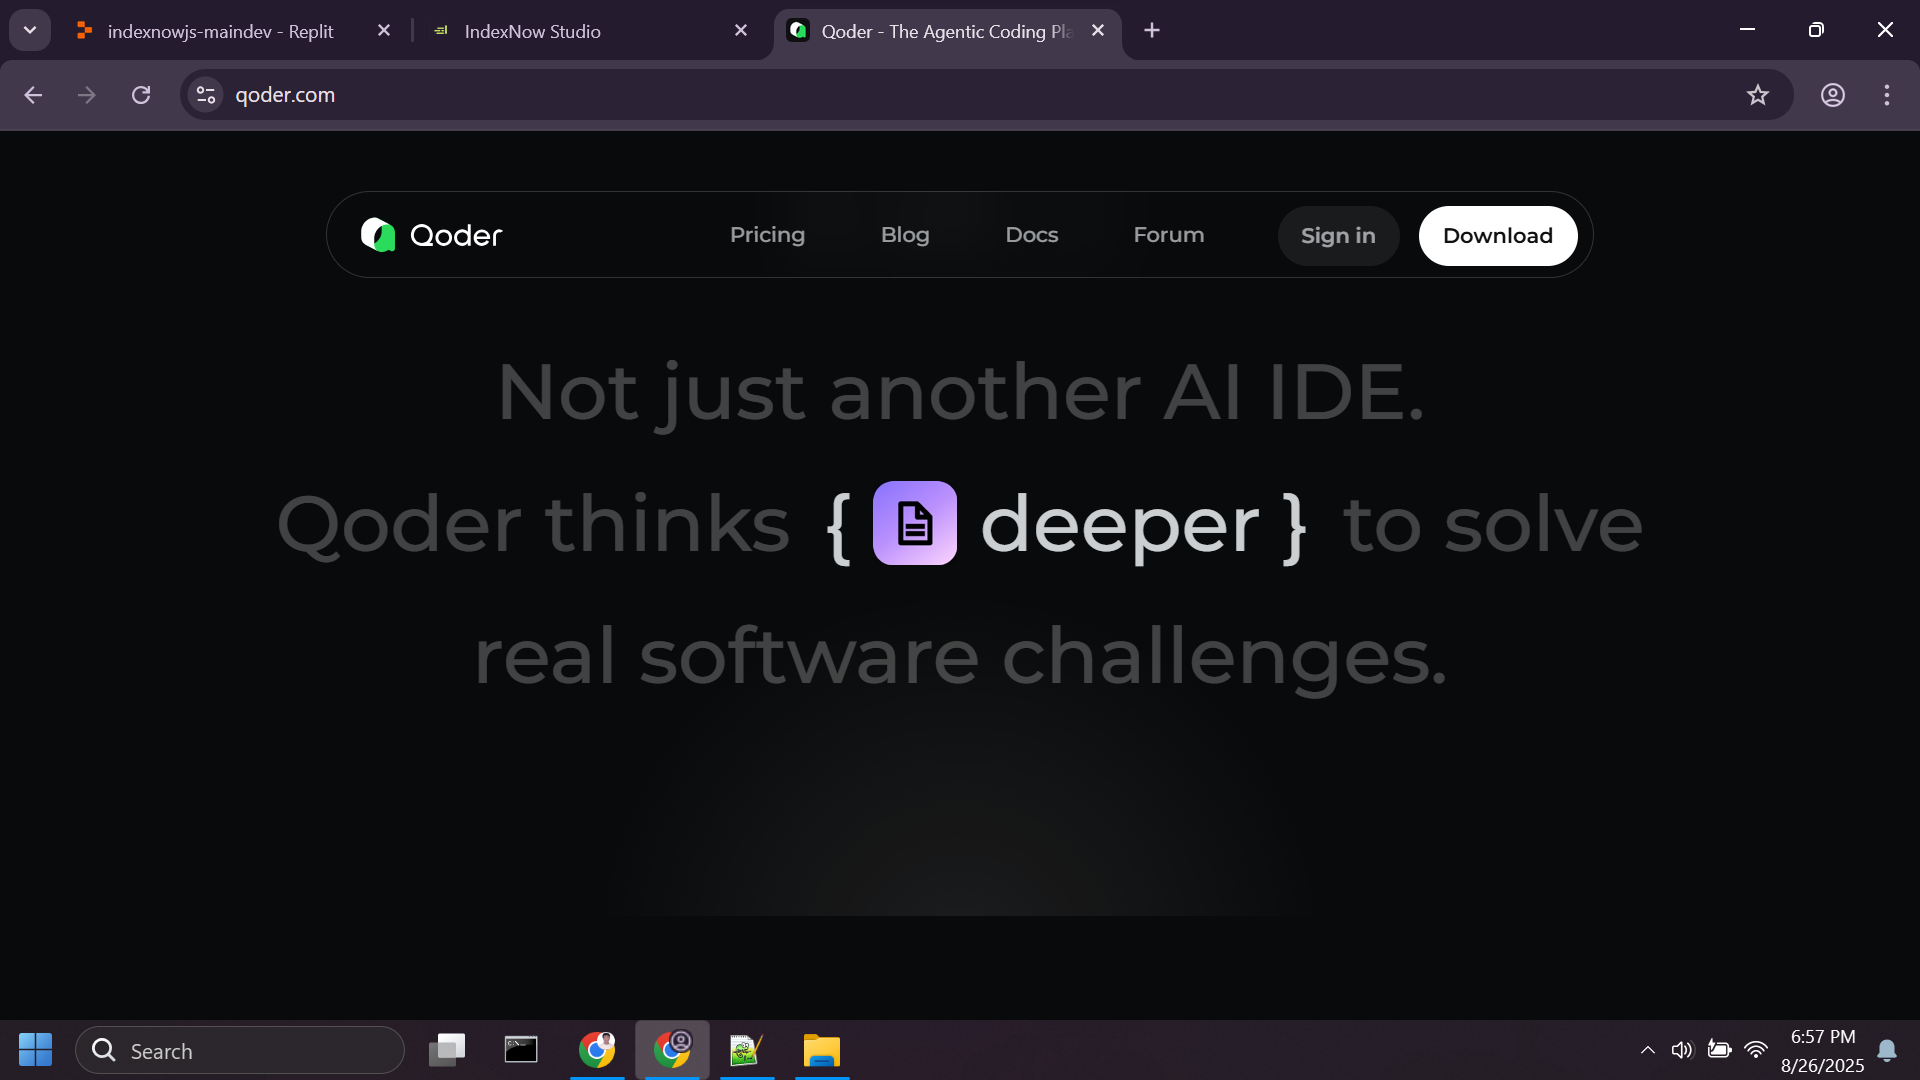 indexnowjs-maindev - Replit
IndexNow Studio
Qoder - The Agentic Coding Pla
qoder.com
Qoder
Pricing
Blog
Docs
Forum
Sign in
Download
Not just another AI IDE.
Qoder thinks { deeper } to solve
real software challenges.
Search
6:57 PM
8/26/2025